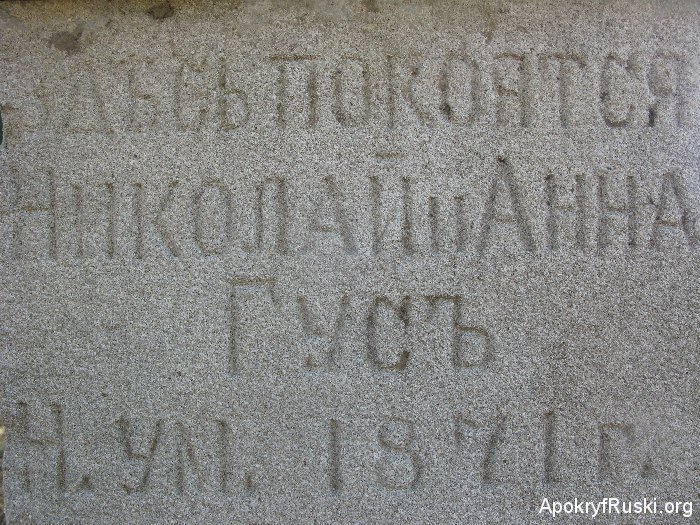 ЗДѢСЬ ПОКОЯТСЯ
НИКОЛАЙ и АННА
ГУСЪ
Н. УМ. 1871 г.
ApokryfRuski.org